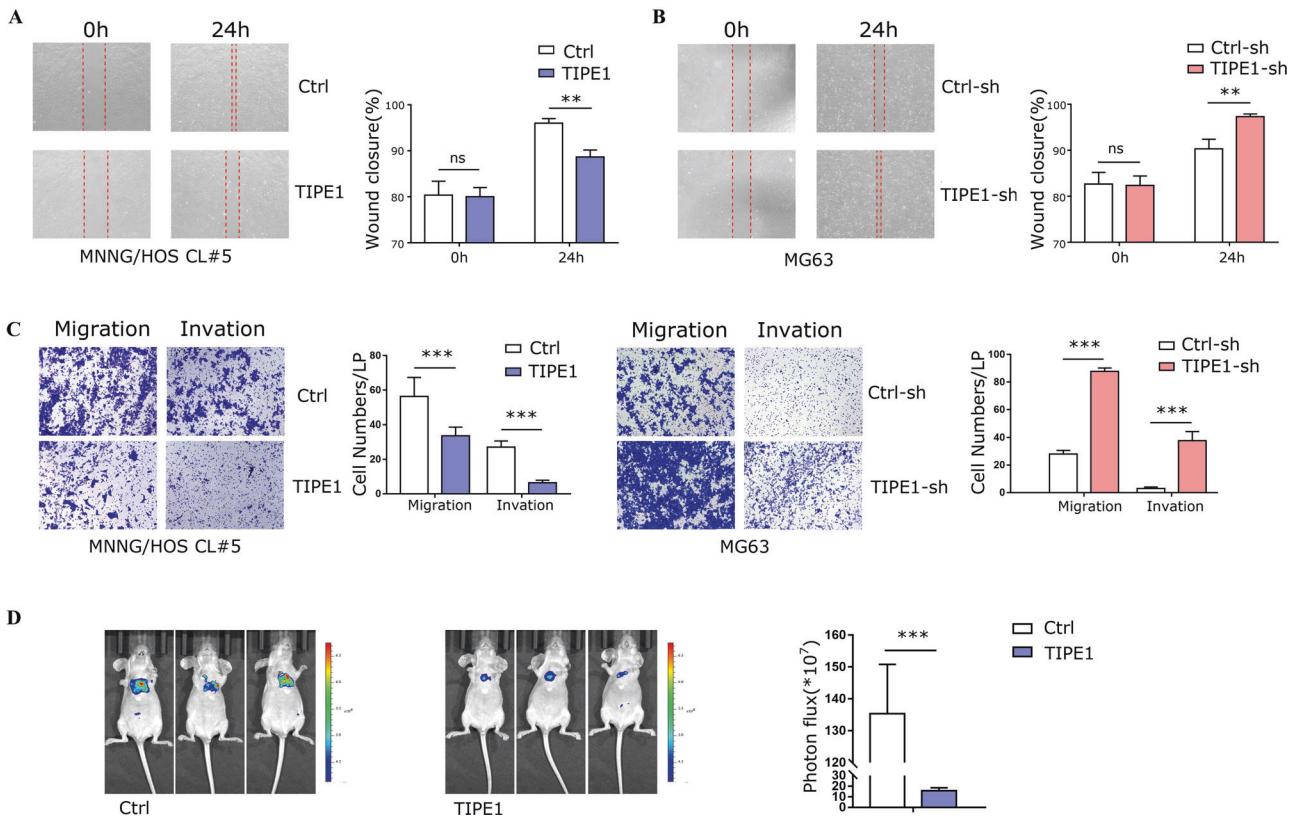 A
0h
24h
Ctrl
TIPE1
MNNG/HOS CL#5
Ctrl
TIPE1
Wound closure(%)
100
90
80
70
ns
**
0h
24h
B
0h
24h
Ctrl-sh
TIPE1-sh
MG63
Ctrl-sh
TIPE1-sh
Wound closure(%)
100
90
80
70
ns
**
0h
24h
C
Migration
Invation
Ctrl
TIPE1
MNNG/HOS CL#5
Ctrl
TIPE1
Cell Numbers/LP
80
60
40
20
0
***
***
Migration
Invation
Migration
Invation
Ctrl-sh
TIPE1-sh
MG63
Ctrl-sh
TIPE1-sh
Cell Numbers/LP
100
80
60
40
20
0
***
***
Migration
Invation
D
Ctrl
TIPE1
Ctrl
TIPE1
Photon flux(*10⁷)
160
150
140
130
120
20
10
0
***